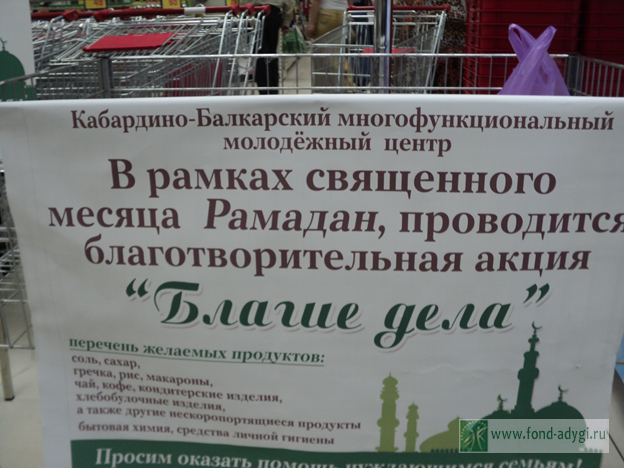 Кабардино-Балкарский многофункциональный
молодёжный центр
В рамках священного
месяца Рамадан, проводится
благотворительная акция
"Благие дела"
перечень желаемых продуктов:
соль, сахар,
гречка, рис, макароны,
чай, кофе, кондитерские изделия,
хлебобулочные изделия,
а также другие нескоропортящиеся продукты
бытовая химия, средства личной гигиены
Просим оказать помощь нуждающимся семьям!
www.fond-adygi.ru